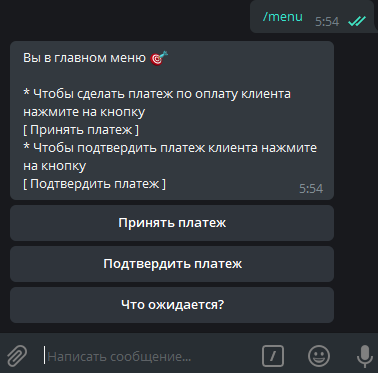 /menu 5:54
Вы в главном меню 🎯
* Чтобы сделать платеж по оплату клиента
нажмите на кнопку
[ Принять платеж ]
* Чтобы подтвердить платеж клиента нажмите
на кнопку
[ Подтвердить платеж ] 5:54
Принять платеж
Подтвердить платеж
Что ожидается?
Написать сообщение...